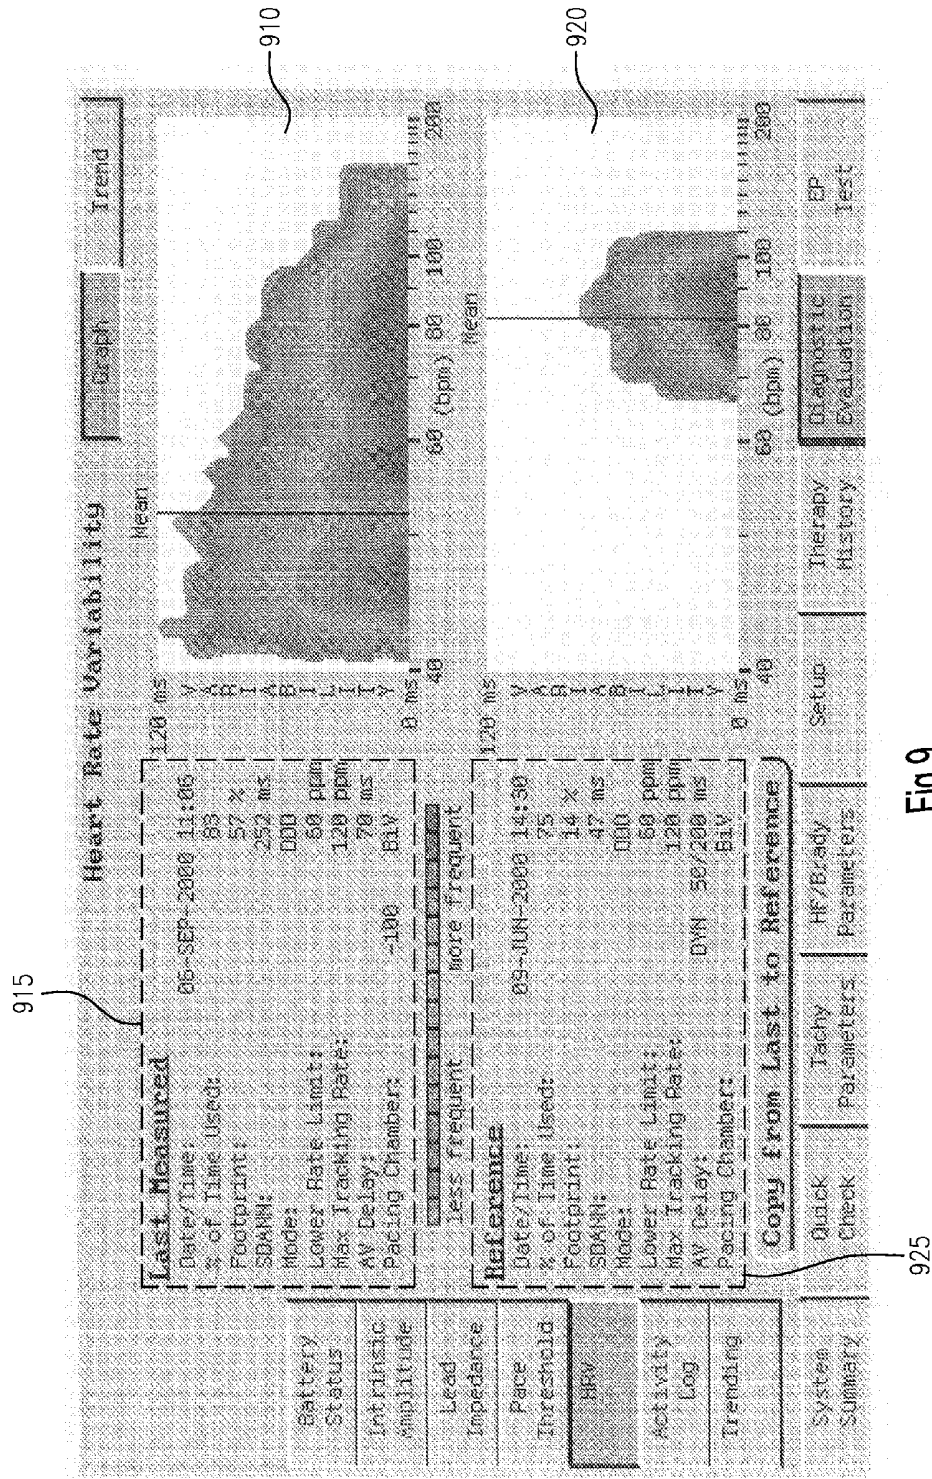 Heart Rate Variability
Graph
Trend
915
Last Measured
Date/Time: 06-SEP-2000 11:06
% of Time Used: 83
Footprint: 57 %
SDANN: 252 ms
Mode: DDD
Lower Rate Limit: 60 ppm
Max Tracking Rate: 120 ppm
AV Delay: 70 ms
Pacing Chamber: -100 BiV
less frequent
more frequent
120 ms
VARIABILITY
0 ms
Mean
40
60 (bpm) 80
100
200
910
Reference
Date/Time: 09-JUN-2000 14:30
% of Time Used: 75
Footprint: 14 %
SDANN: 47 ms
Mode: DDD
Lower Rate Limit: 60 ppm
Max Tracking Rate: 120 ppm
AV Delay: DYN 50/200 ms
Pacing Chamber: BiV
Copy from Last to Reference
925
120 ms
VARIABILITY
0 ms
Mean
40
60 (bpm) 80
100
200
920
Battery
Status
Intrinsic
Amplitude
Lead
Impedance
Pace
Threshold
HRV
Activity
Log
Trending
System
Summary
Quick
Check
Tachy
Parameters
HF/Brady
Parameters
Setup
Therapy
History
Diagnostic
Evaluation
EP
Test
Fig 9